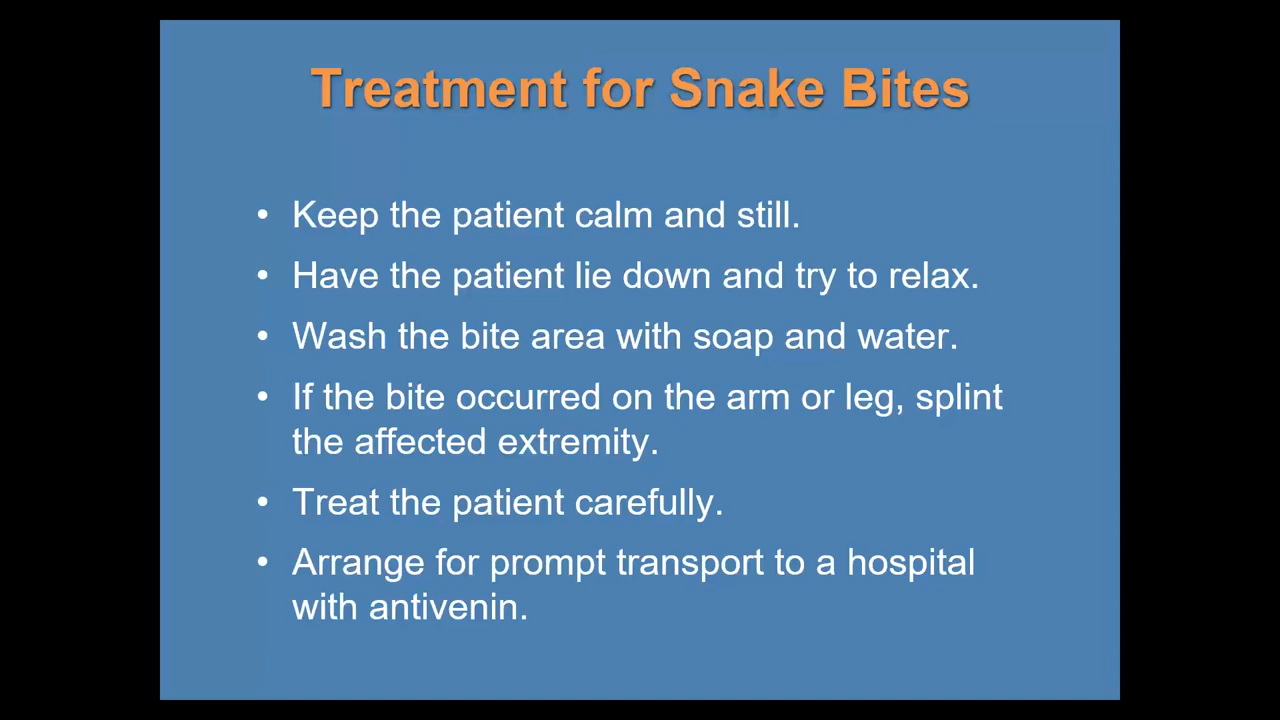 Treatment for Snake Bites
• Keep the patient calm and still.
• Have the patient lie down and try to relax.
• Wash the bite area with soap and water.
• If the bite occurred on the arm or leg, splint
the affected extremity.
• Treat the patient carefully.
• Arrange for prompt transport to a hospital
with antivenin.